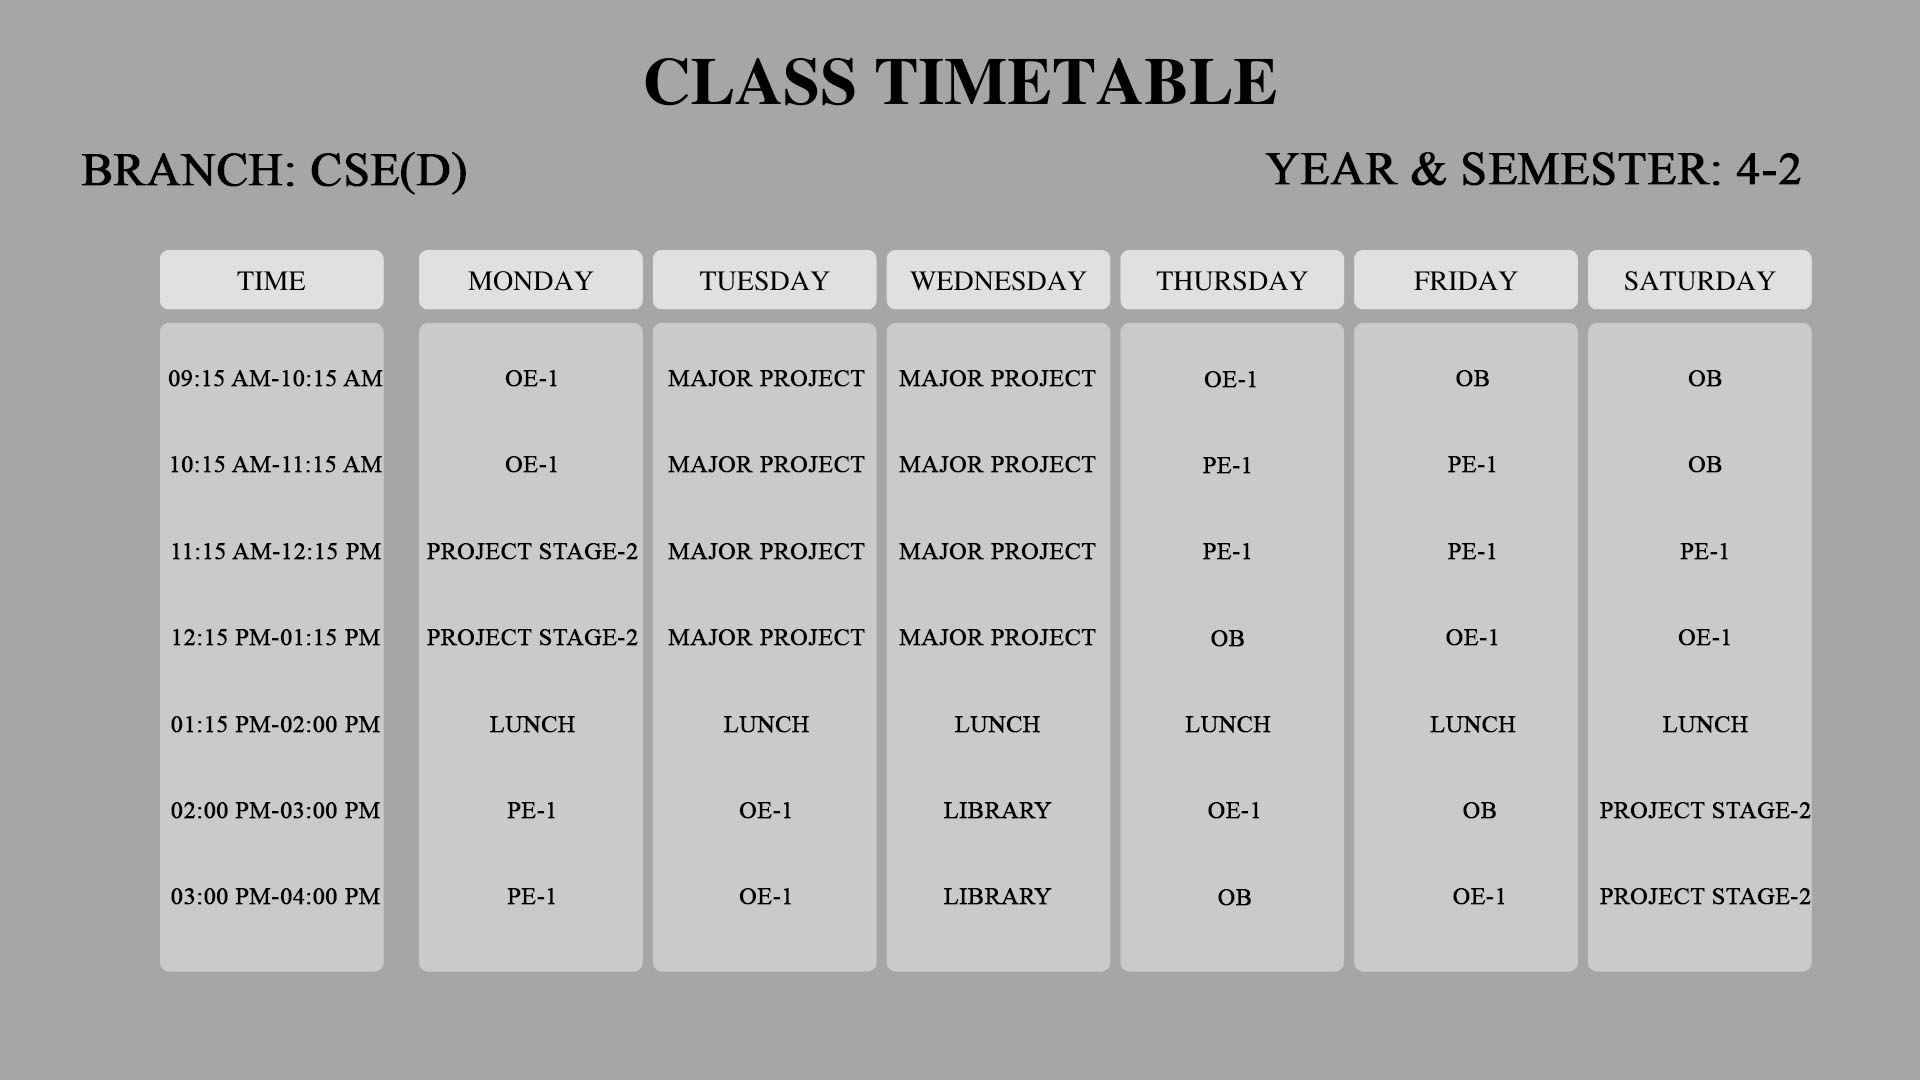 CLASS TIMETABLE
BRANCH: CSE(D) YEAR & SEMESTER: 4-2
TIME MONDAY TUESDAY WEDNESDAY THURSDAY FRIDAY SATURDAY
09:15 AM-10:15 AM OE-1 MAJOR PROJECT MAJOR PROJECT OE-1 OB OB
10:15 AM-11:15 AM OE-1 MAJOR PROJECT MAJOR PROJECT PE-1 PE-1 OB
11:15 AM-12:15 PM PROJECT STAGE-2 MAJOR PROJECT MAJOR PROJECT PE-1 PE-1 PE-1
12:15 PM-01:15 PM PROJECT STAGE-2 MAJOR PROJECT MAJOR PROJECT OB OE-1 OE-1
01:15 PM-02:00 PM LUNCH LUNCH LUNCH LUNCH LUNCH LUNCH
02:00 PM-03:00 PM PE-1 OE-1 LIBRARY OE-1 OB PROJECT STAGE-2
03:00 PM-04:00 PM PE-1 OE-1 LIBRARY OB OE-1 PROJECT STAGE-2